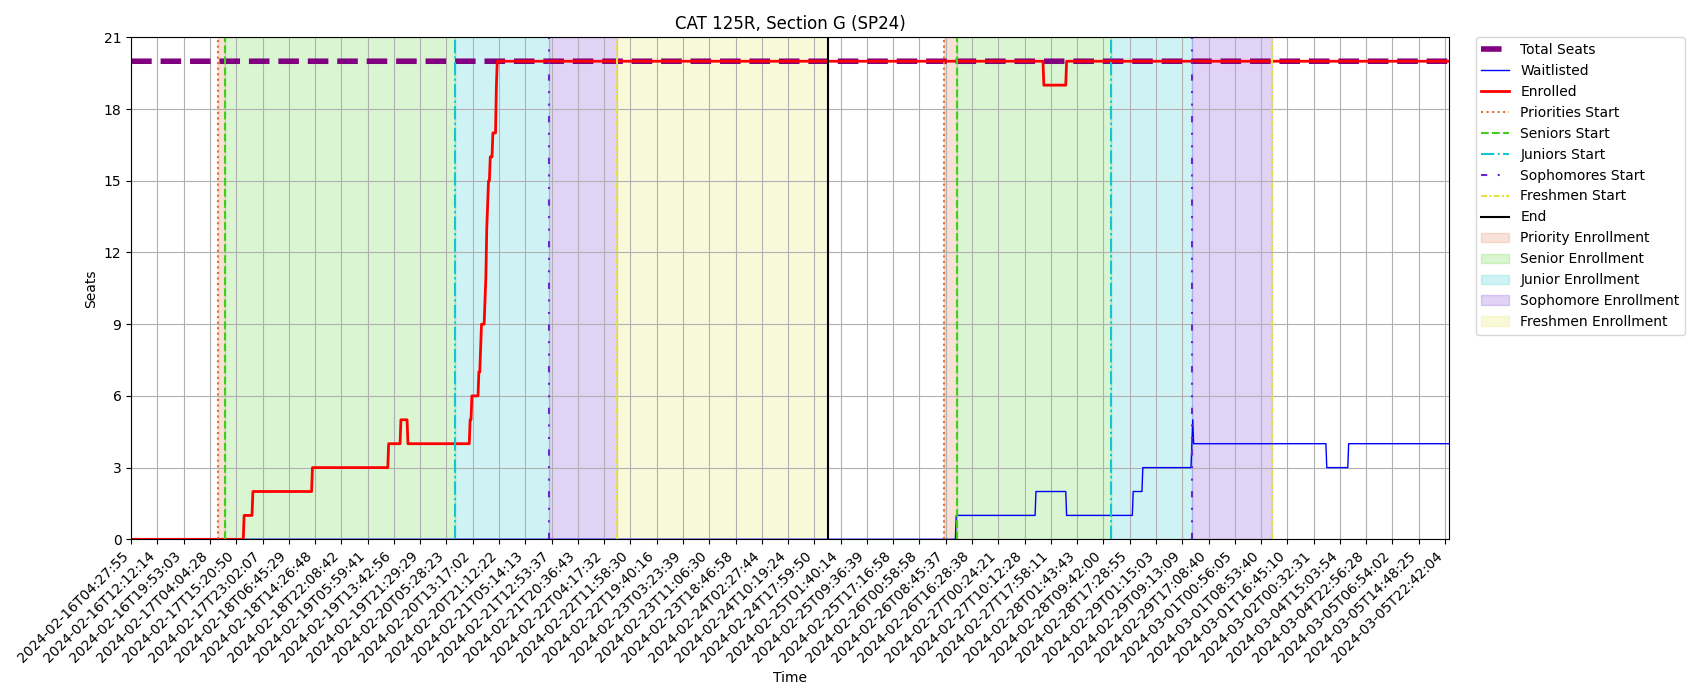 CAT 125R, Section G (SP24)
Seats
21
18
15
12
9
6
3
0
2024-02-16T04:27:55
2024-02-16T12:12:14
2024-02-16T19:53:03
2024-02-17T04:04:28
2024-02-17T15:20:50
2024-02-17T23:02:07
2024-02-18T06:45:29
2024-02-18T14:26:48
2024-02-18T22:08:42
2024-02-19T05:59:41
2024-02-19T13:42:56
2024-02-19T21:29:29
2024-02-20T05:28:23
2024-02-20T13:17:02
2024-02-20T21:12:22
2024-02-21T05:14:13
2024-02-21T12:53:37
2024-02-21T20:36:43
2024-02-22T04:17:32
2024-02-22T11:58:30
2024-02-22T19:40:16
2024-02-23T03:23:39
2024-02-23T11:06:30
2024-02-23T18:46:58
2024-02-24T02:27:44
2024-02-24T10:19:24
2024-02-24T17:59:50
2024-02-25T01:40:14
2024-02-25T09:36:39
2024-02-25T17:16:58
2024-02-26T00:58:58
2024-02-26T08:45:37
2024-02-26T16:28:38
2024-02-27T00:24:21
2024-02-27T10:12:28
2024-02-27T17:58:11
2024-02-28T01:43:43
2024-02-28T09:42:00
2024-02-28T17:28:55
2024-02-29T01:15:03
2024-02-29T09:13:09
2024-02-29T17:08:40
2024-03-01T00:56:05
2024-03-01T08:53:40
2024-03-01T16:45:10
2024-03-02T00:32:31
2024-03-04T15:03:54
2024-03-04T22:56:28
2024-03-05T06:54:02
2024-03-05T14:48:25
2024-03-05T22:42:04
Time
Total Seats
Waitlisted
Enrolled
Priorities Start
Seniors Start
Juniors Start
Sophomores Start
Freshmen Start
End
Priority Enrollment
Senior Enrollment
Junior Enrollment
Sophomore Enrollment
Freshmen Enrollment